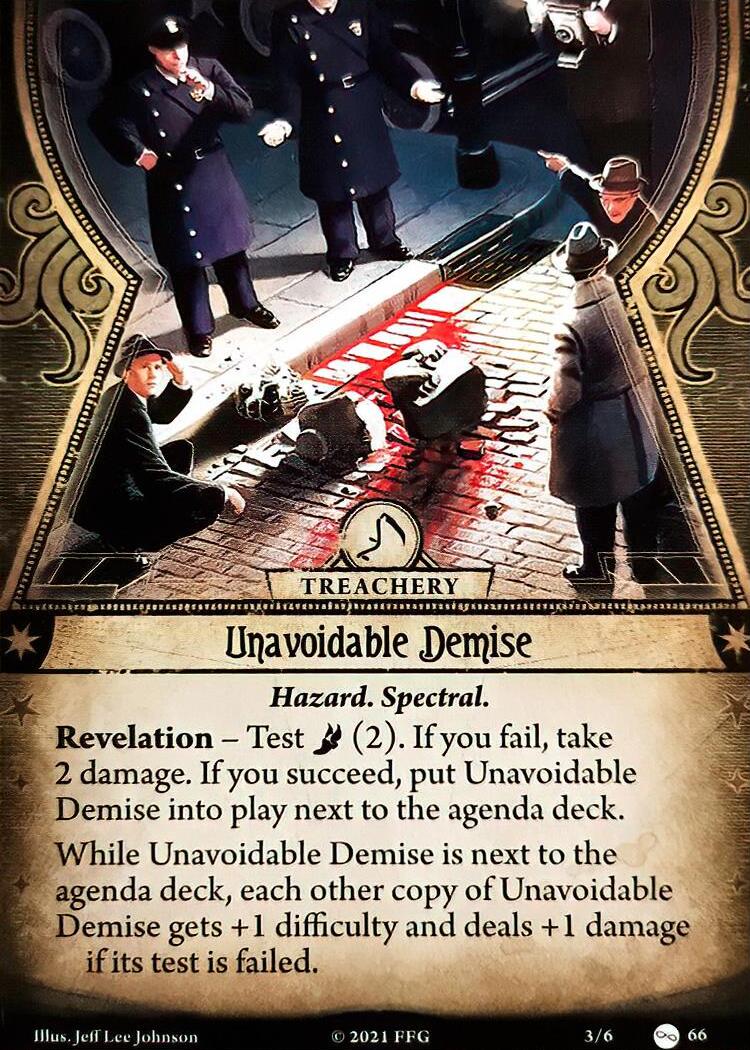 TREACHERY
Unavoidable Demise
Hazard. Spectral.
Revelation – Test (2). If you fail, take
2 damage. If you succeed, put Unavoidable
Demise into play next to the agenda deck.
While Unavoidable Demise is next to the
agenda deck, each other copy of Unavoidable
Demise gets +1 difficulty and deals +1 damage
if its test is failed.
Illus. Jeff Lee Johnson © 2021 FFG 3/6 66